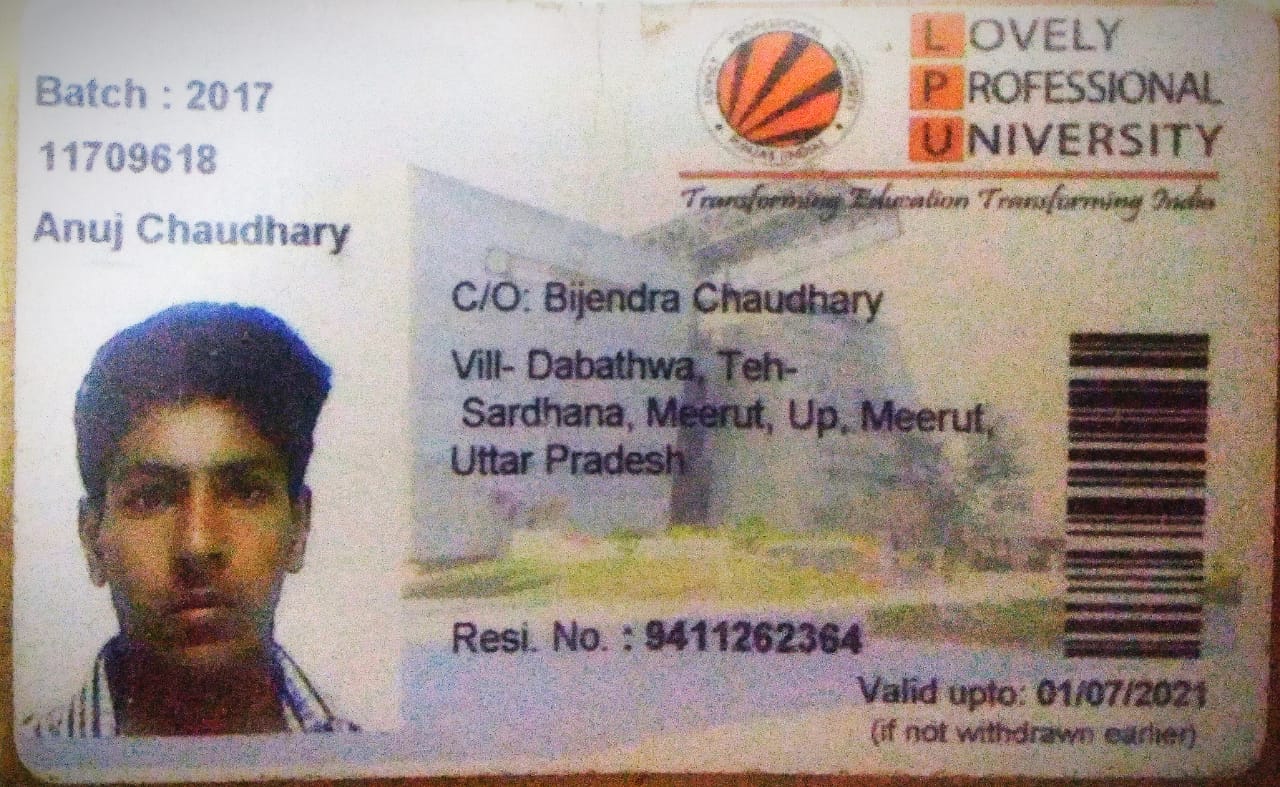 Batch : 2017
11709618
Anuj Chaudhary
LOVELY
PROFESSIONAL
UNIVERSITY
Transforming Education Transforming India
C/O: Bijendra Chaudhary
Vill- Dabathwa, Teh-
Sardhana, Meerut, Up, Meerut,
Uttar Pradesh
Resi. No. : 9411262364
Valid upto: 01/07/2021
(if not withdrawn earlier)